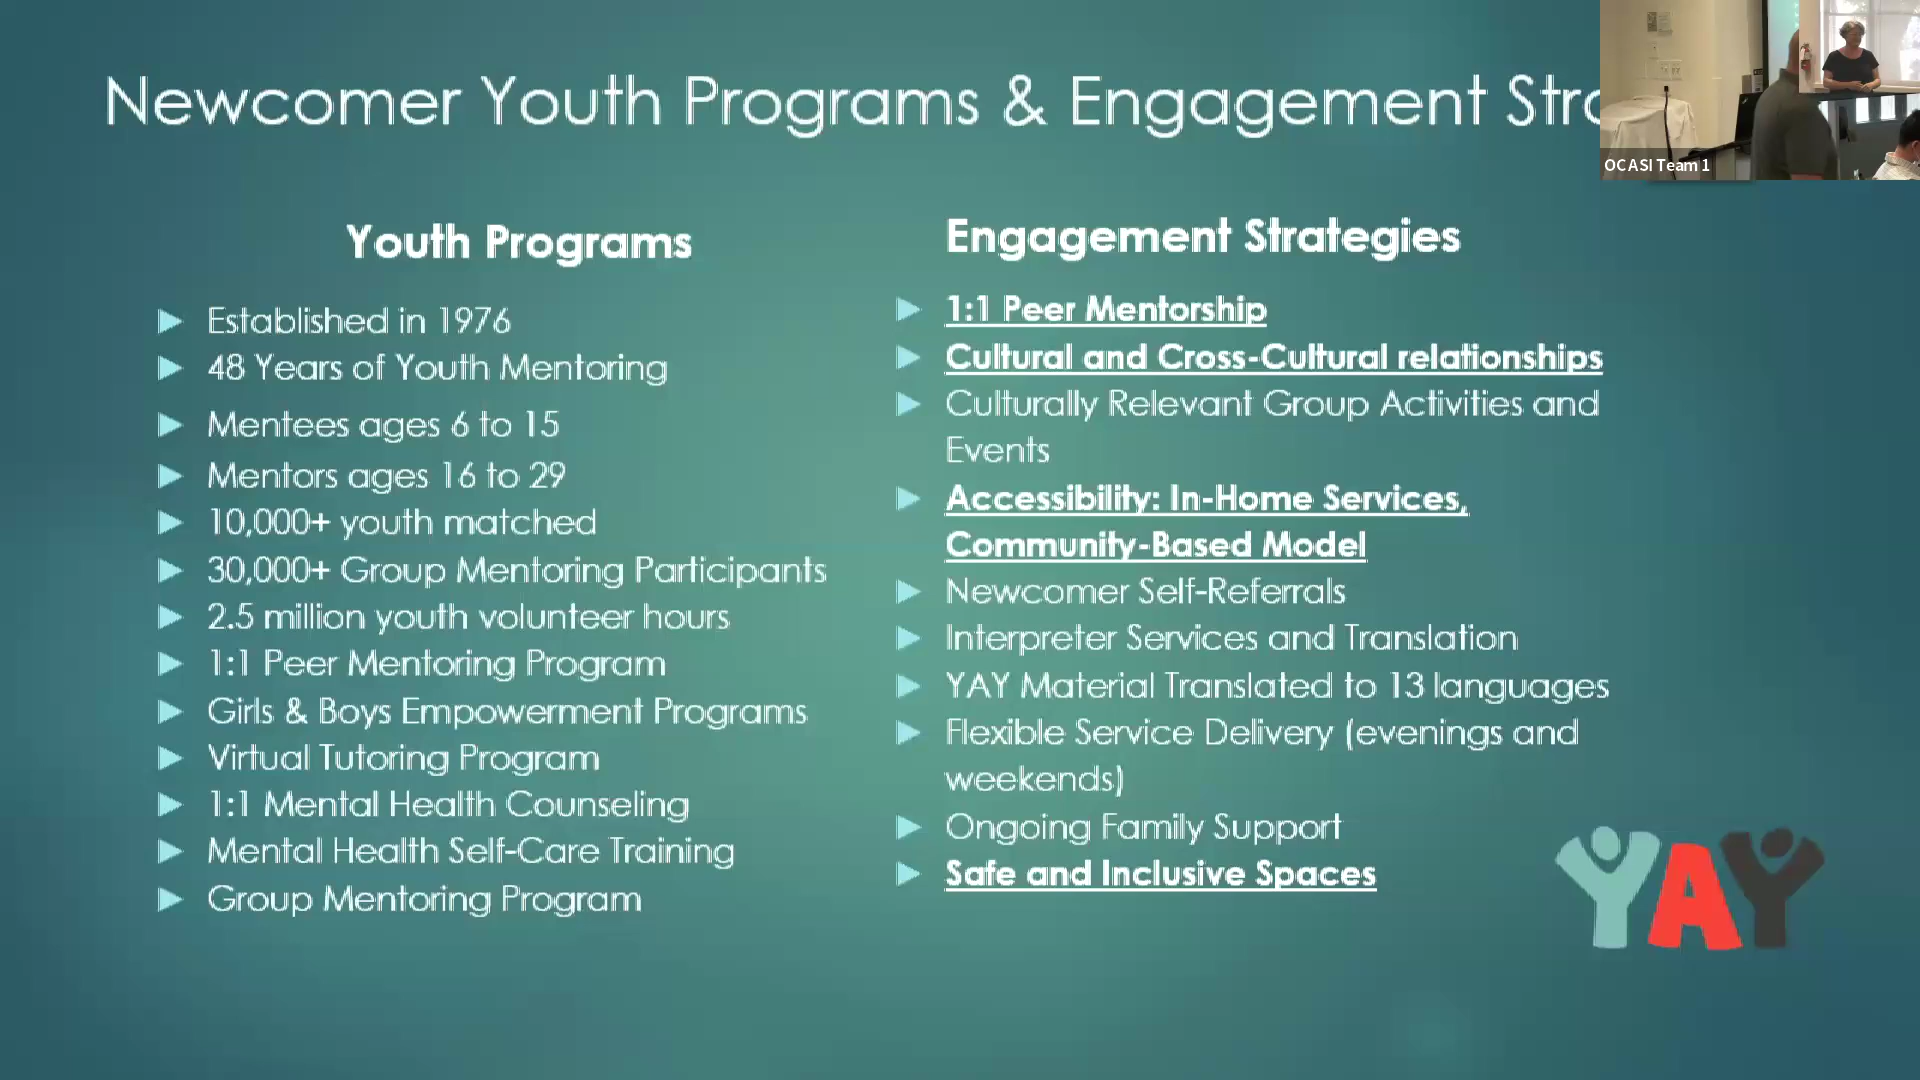 Newcomer Youth Programs & Engagement Stra
OCASI Team 1
Youth Programs
Established in 1976
48 Years of Youth Mentoring
Mentees ages 6 to 15
Mentors ages 16 to 29
10,000+ youth matched
30,000+ Group Mentoring Participants
2.5 million youth volunteer hours
1:1 Peer Mentoring Program
Girls & Boys Empowerment Programs
Virtual Tutoring Program
1:1 Mental Health Counseling
Mental Health Self-Care Training
Group Mentoring Program
Engagement Strategies
1:1 Peer Mentorship
Cultural and Cross-Cultural relationships
Culturally Relevant Group Activities and
Events
Accessibility: In-Home Services,
Community-Based Model
Newcomer Self-Referrals
Interpreter Services and Translation
YAY Material Translated to 13 languages
Flexible Service Delivery (evenings and
weekends)
Ongoing Family Support
Safe and Inclusive Spaces
YAY